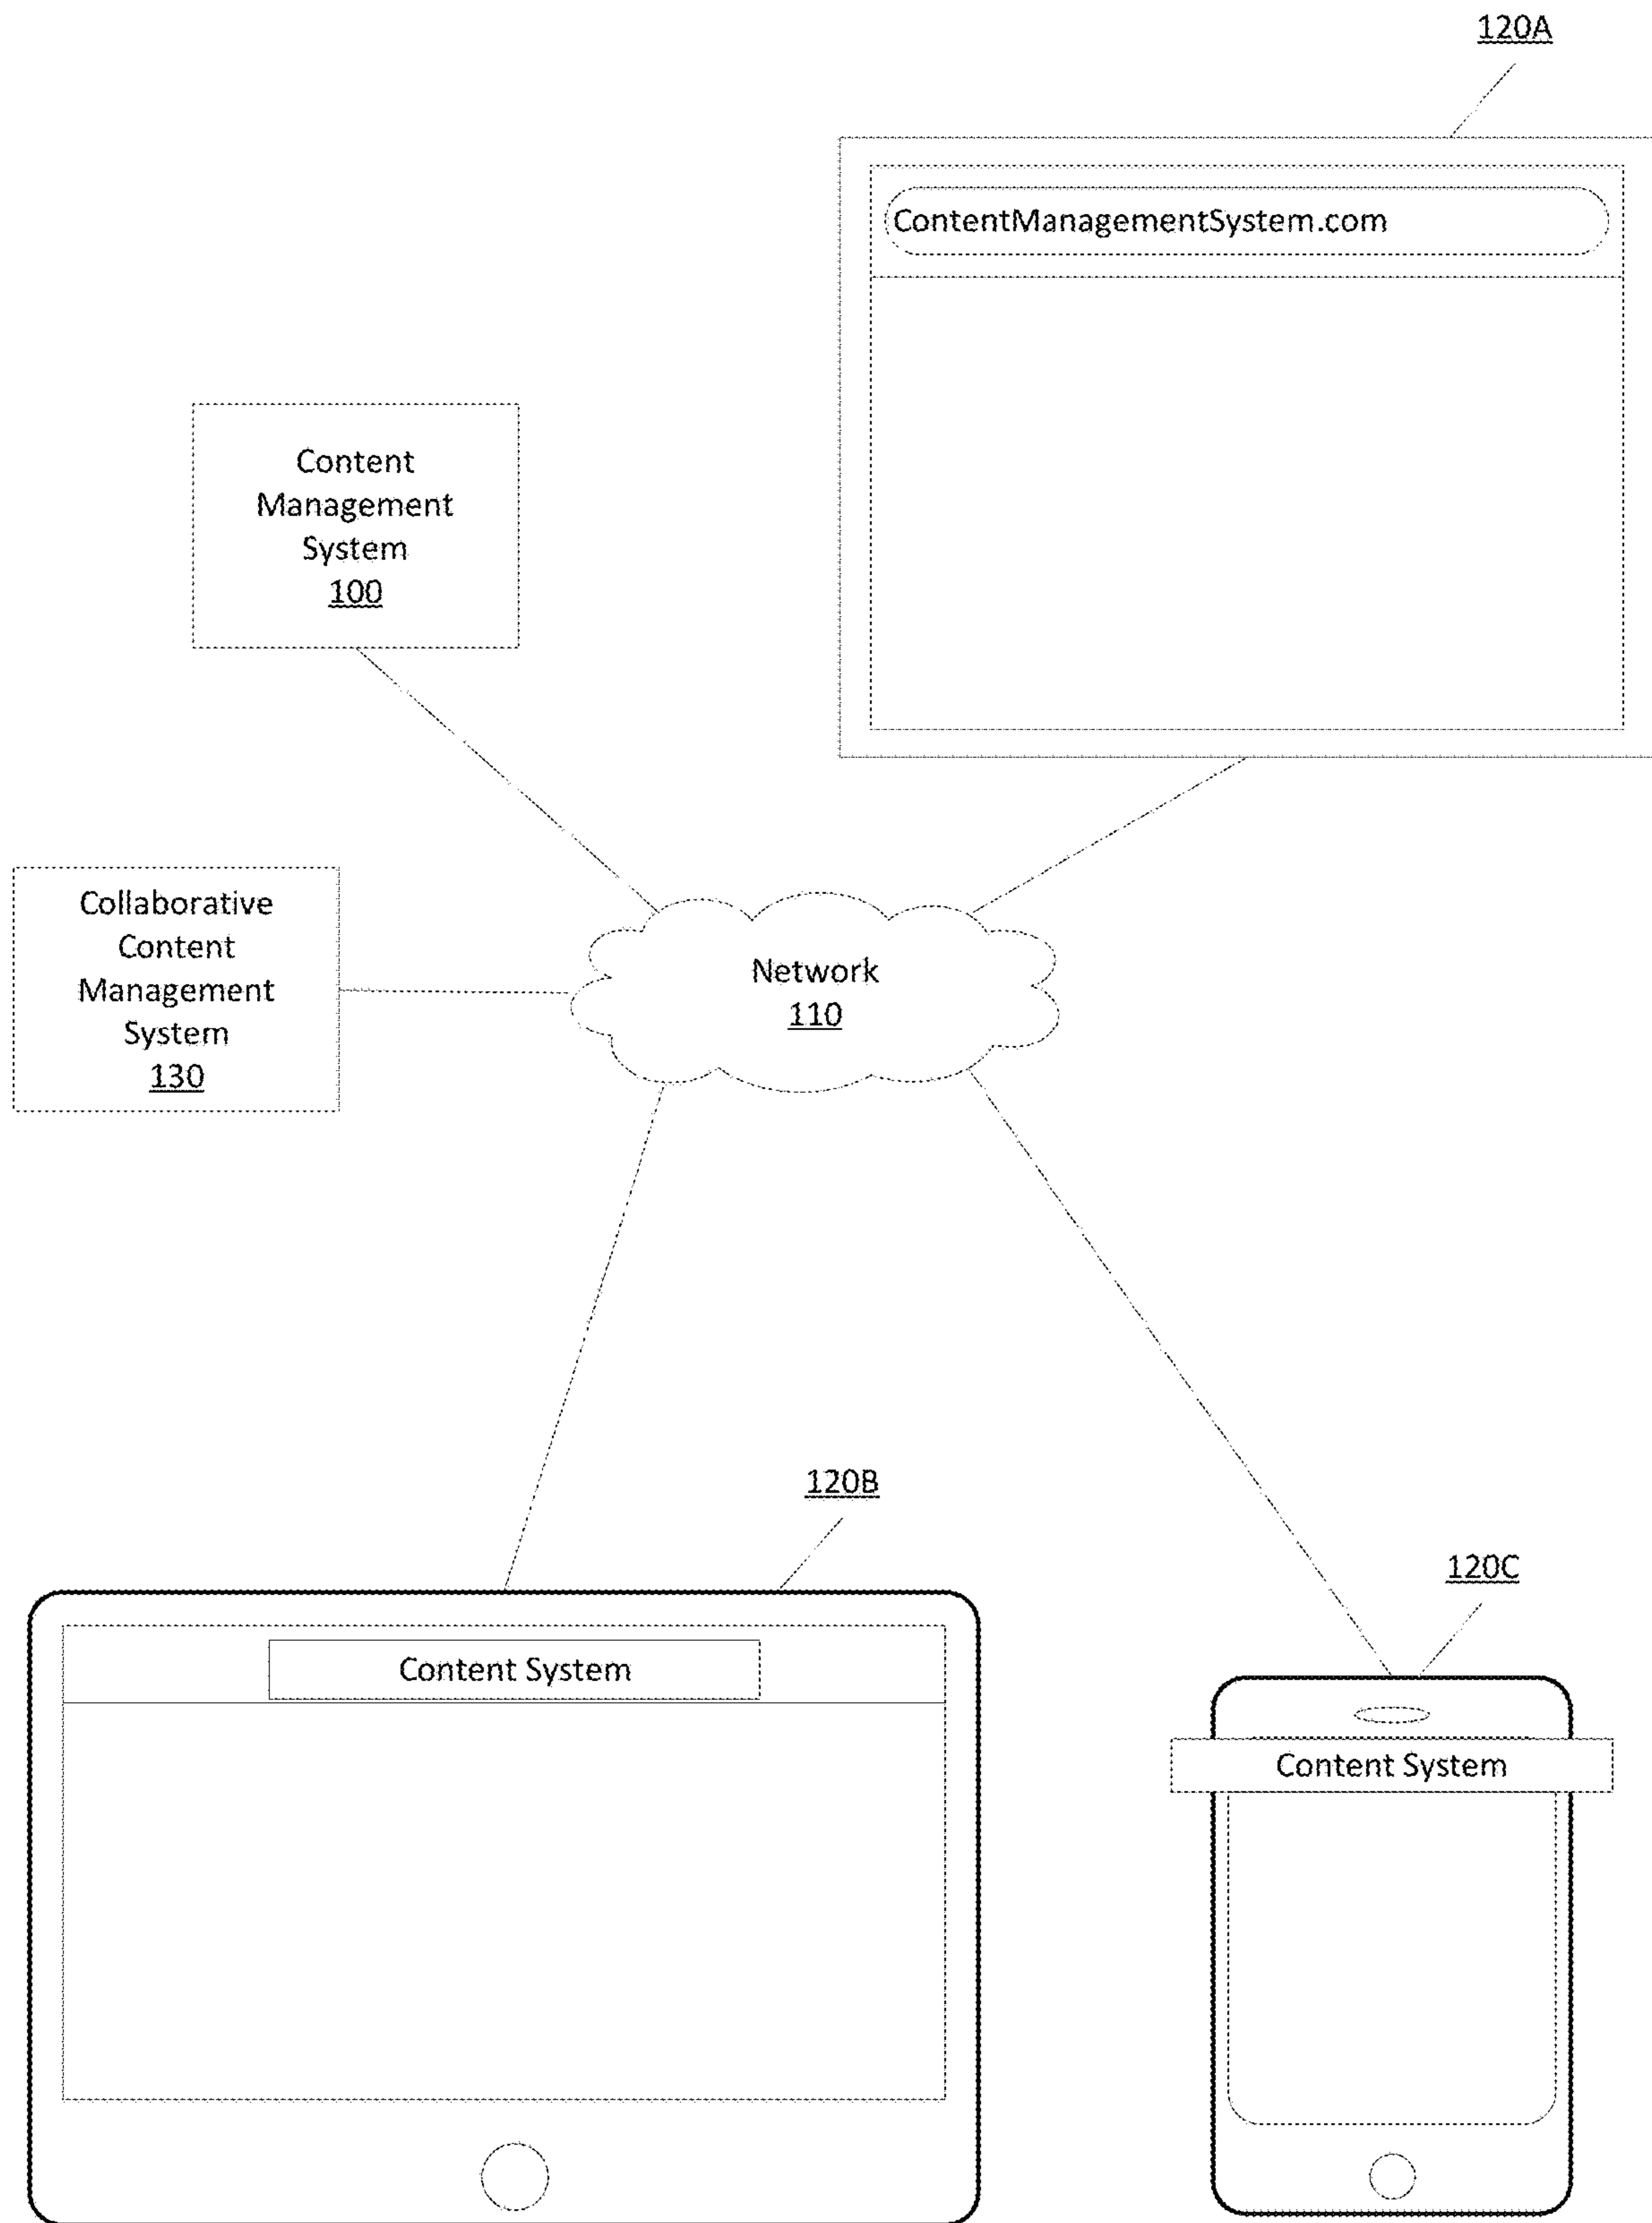 120A
ContentManagementSystem.com
Content
Management
System
100
Collaborative
Content
Management
System
130
Network
110
120B
120C
Content System
Content System